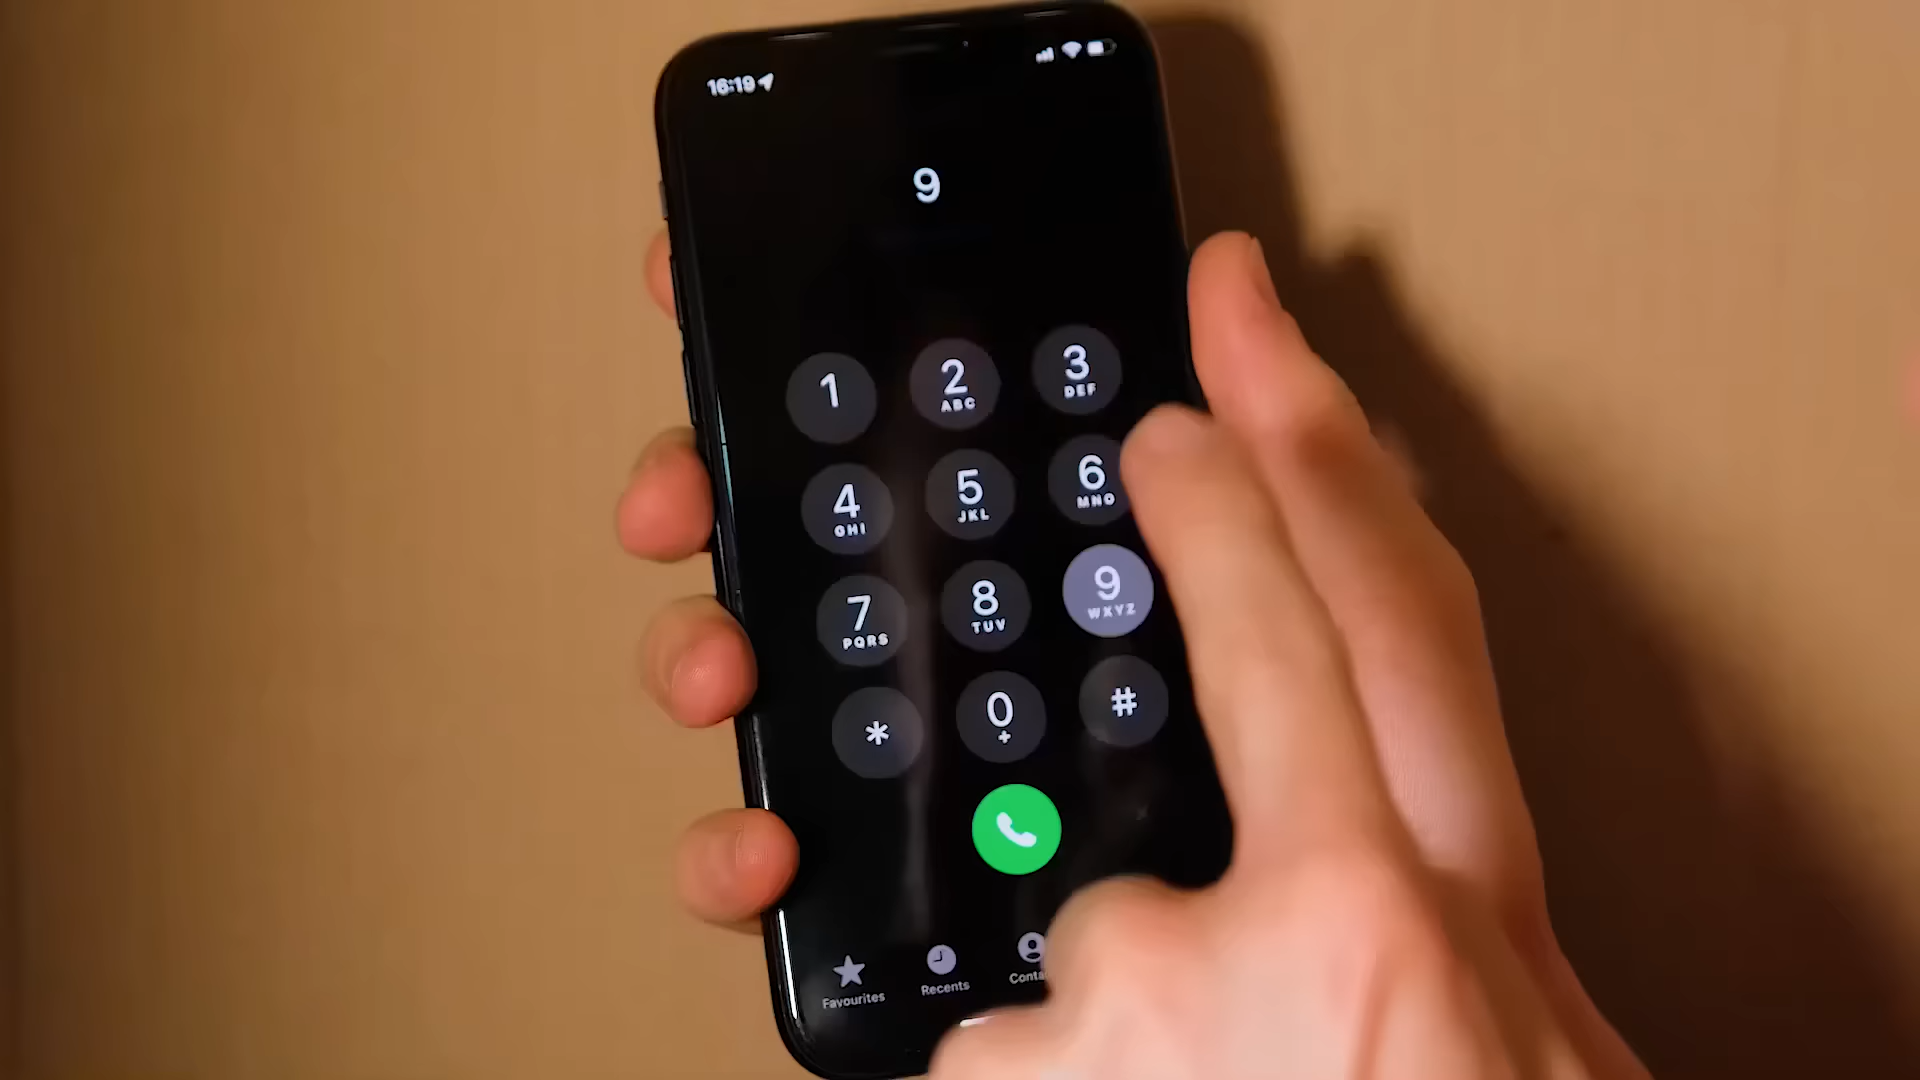 16:19
9
1 2 3
ABC DEF
4 5 6
GHI JKL MNO
7 8 9
PQRS TUV WXYZ
* 0 #
+
Favourites Recents